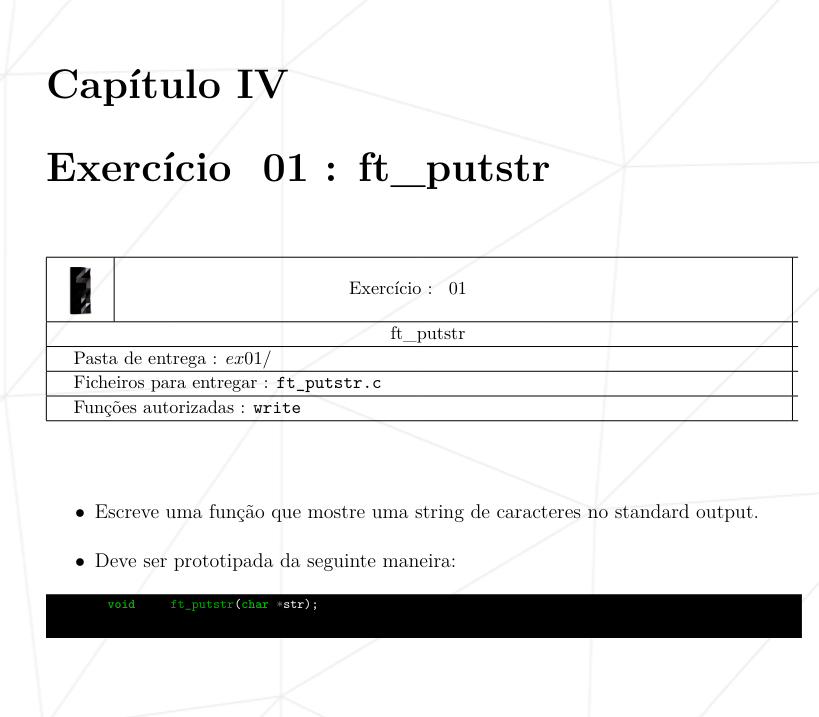 Capítulo IV
Exercício 01 : ft_putstr
Exercício : 01
ft_putstr
Pasta de entrega : ex01/
Ficheiros para entregar : ft_putstr.c
Funções autorizadas : write
• Escreve uma função que mostre uma string de caracteres no standard output.
• Deve ser prototipada da seguinte maneira:
void ft_putstr(char *str);